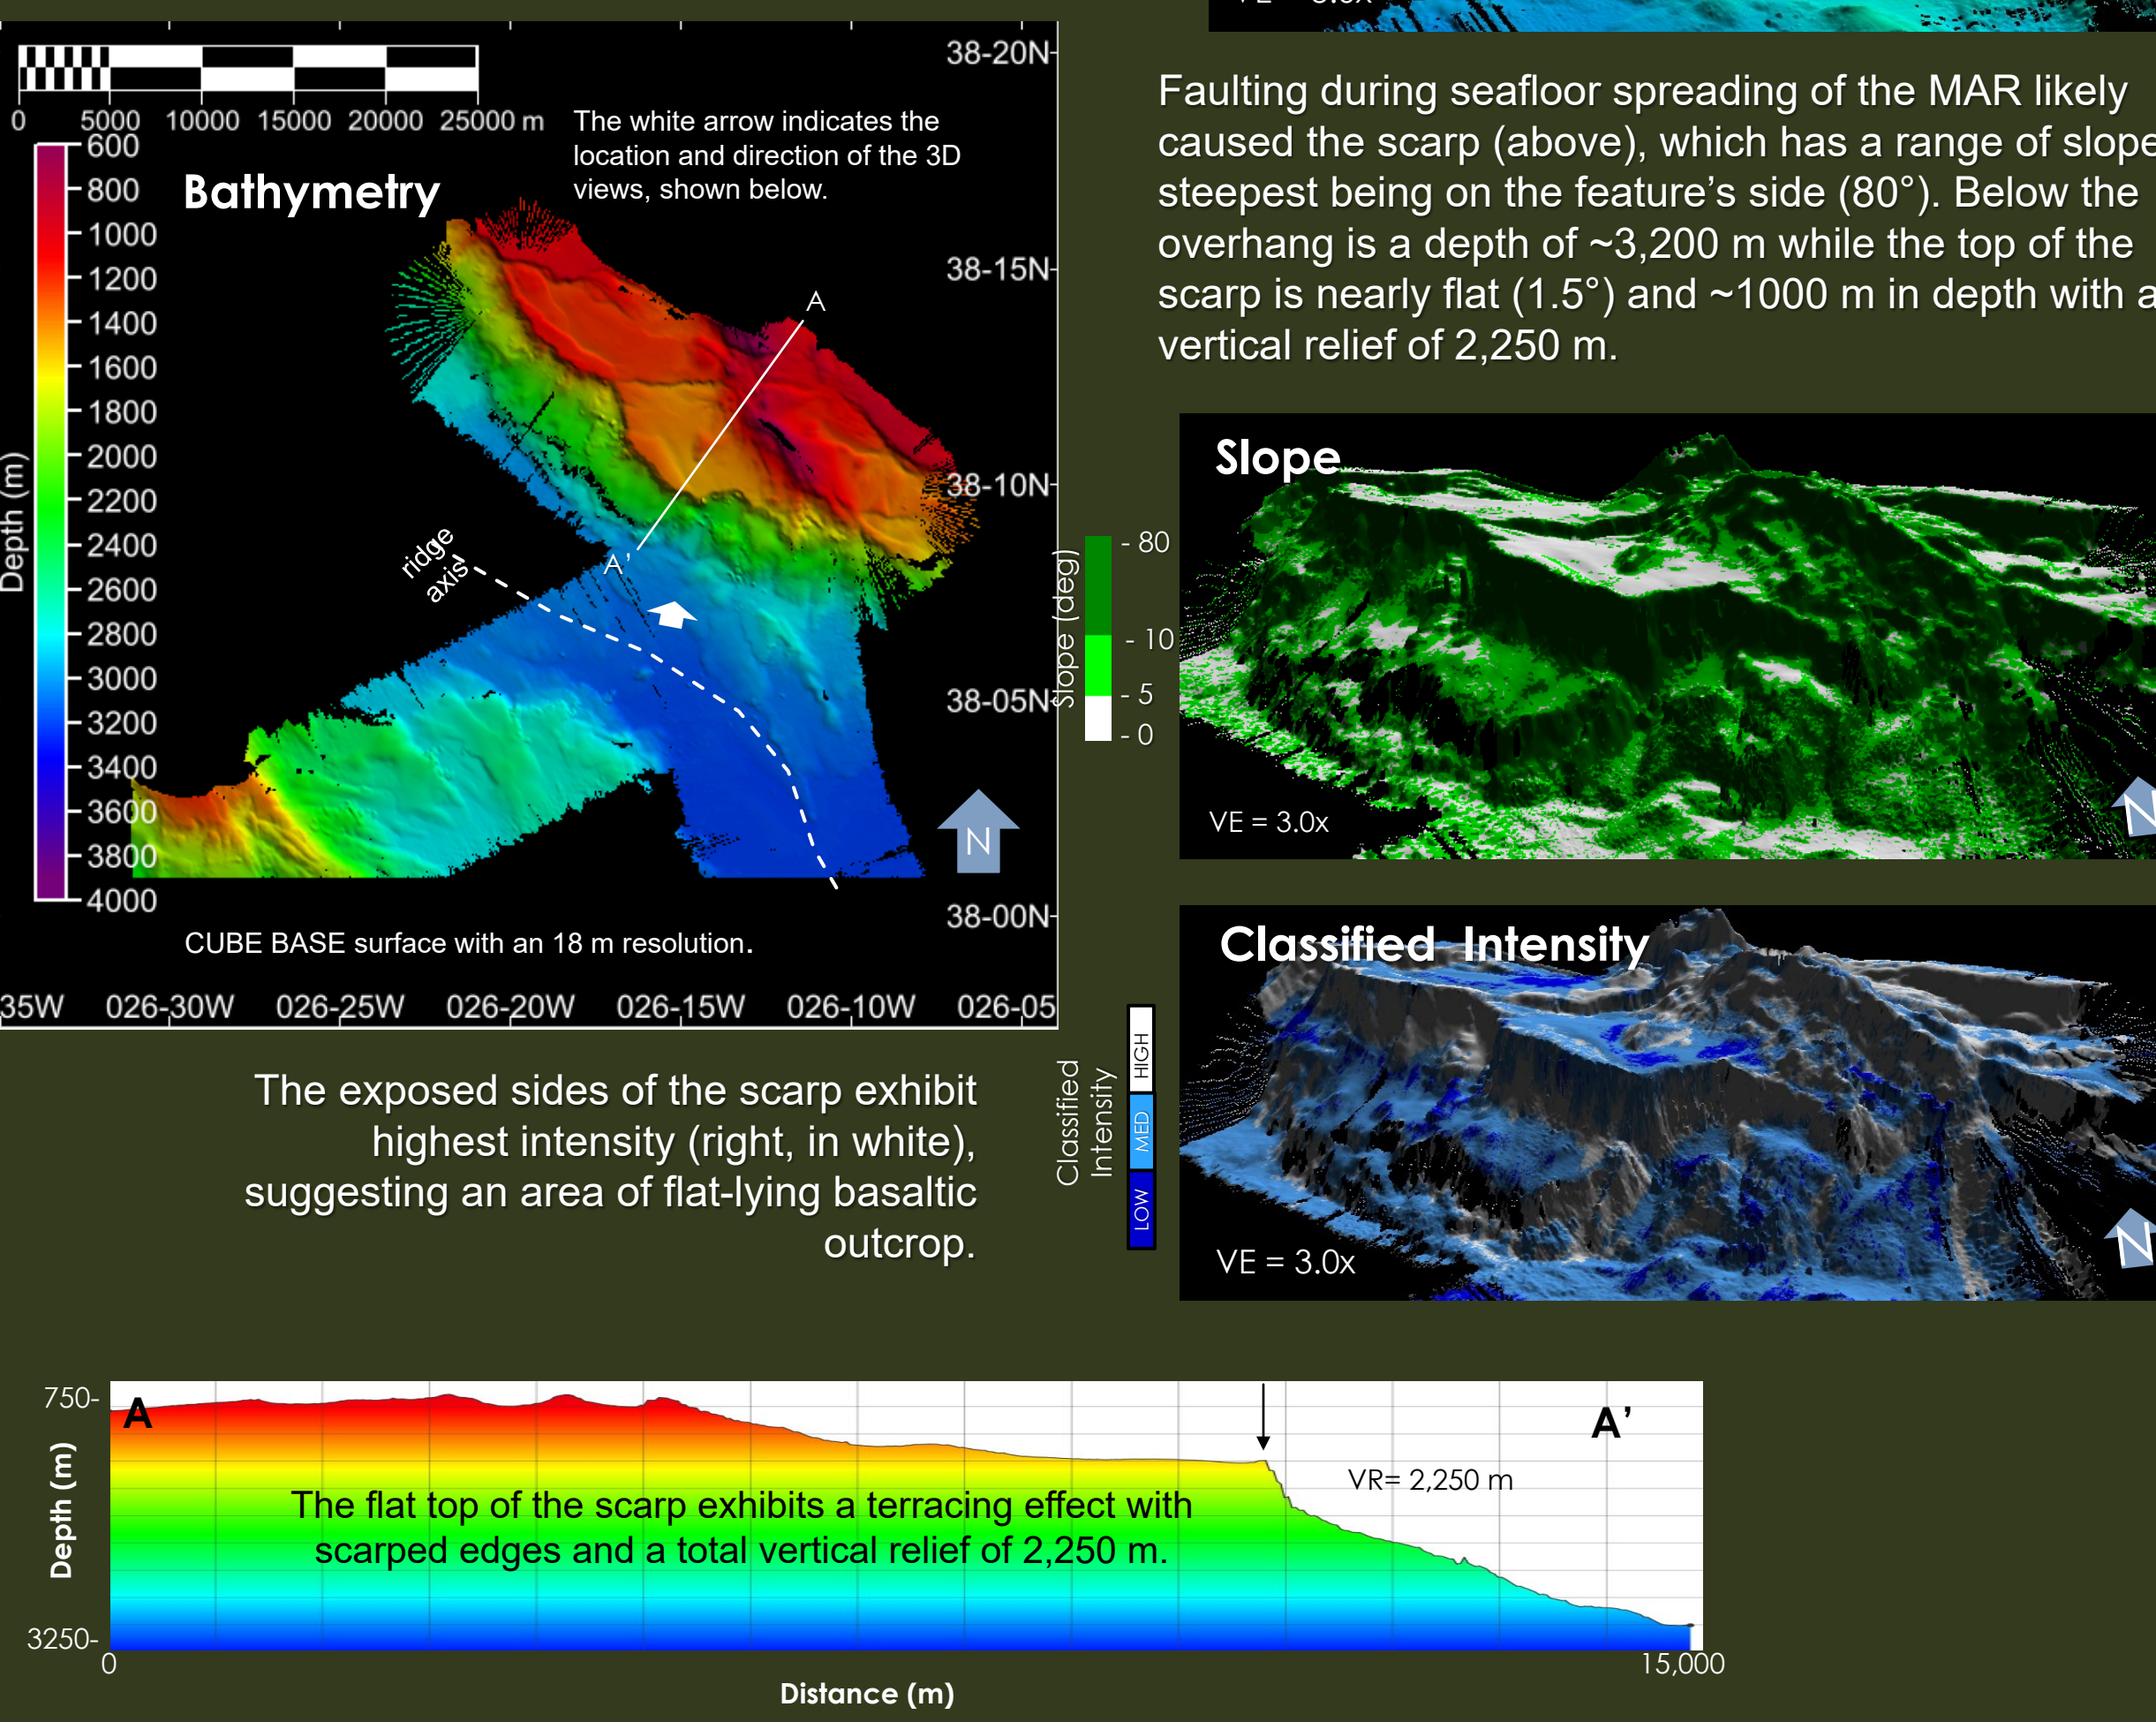 38-20N
0 5000 10000 15000 20000 25000 m
The white arrow indicates the
location and direction of the 3D
views, shown below.
Bathymetry
Depth (m)
600
800
1000
1200
1400
1600
1800
2000
2200
2400
2600
2800
3000
3200
3400
3600
3800
4000
38-15N
A
38-10N
A'
ridge
axis
38-05N
N
38-00N
CUBE BASE surface with an 18 m resolution.
35W 026-30W 026-25W 026-20W 026-15W 026-10W 026-05
Faulting during seafloor spreading of the MAR likely
caused the scarp (above), which has a range of slope
steepest being on the feature's side (80°). Below the
overhang is a depth of ~3,200 m while the top of the
scarp is nearly flat (1.5°) and ~1000 m in depth with a
vertical relief of 2,250 m.
Slope
Slope (deg)
- 80
- 10
- 5
- 0
VE = 3.0x
N
The exposed sides of the scarp exhibit
highest intensity (right, in white),
suggesting an area of flat-lying basaltic
outcrop.
Classified Intensity
Classified
Intensity
HIGH
MED
LOW
VE = 3.0x
N
750-
A
A'
Depth (m)
VR= 2,250 m
The flat top of the scarp exhibits a terracing effect with
scarped edges and a total vertical relief of 2,250 m.
3250-
0
15,000
Distance (m)